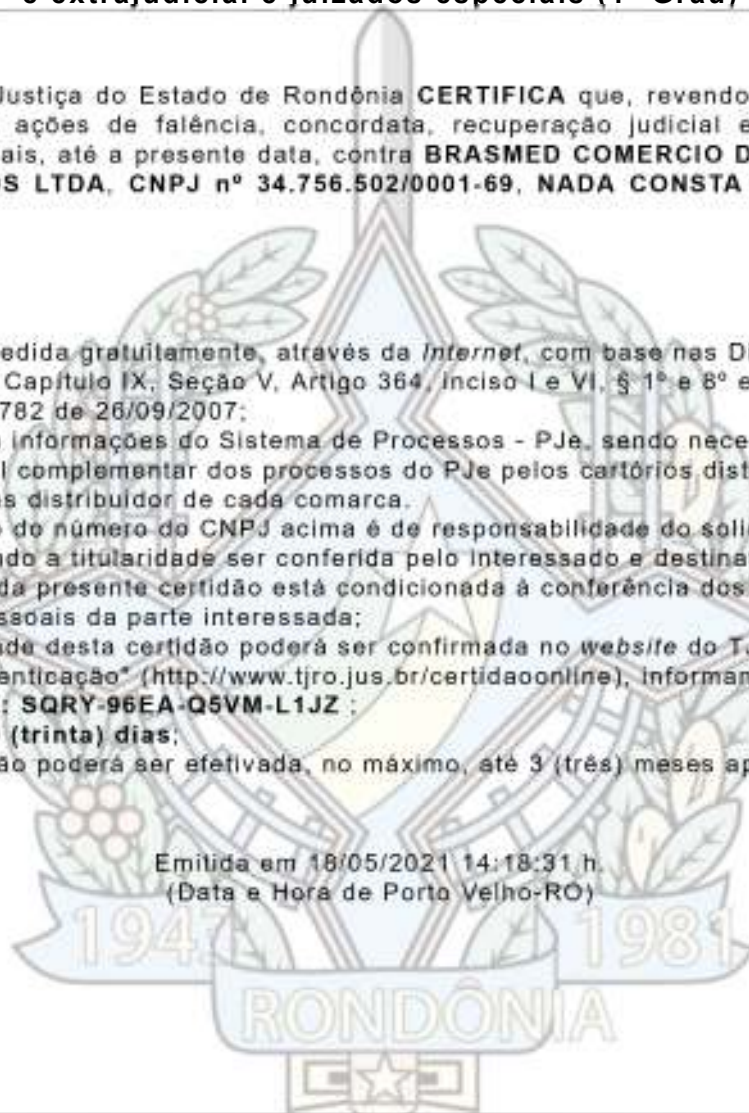 e extrajudicial e juizados especiais (1º Grau)
Justiça do Estado de Rondônia CERTIFICA que, revendo
ações de falência, concordata, recuperação judicial e
ais, até a presente data, contra BRASMED COMERCIO D
OS LTDA, CNPJ nº 34.756.502/0001-69, NADA CONSTA
edida gratuitamente, através da Internet, com base nas DI
Capítulo IX, Seção V, Artigo 364, inciso I e VI, § 1º e 8º e
782 de 26/09/2007;
informações do Sistema de Processos - PJe, sendo nece
l complementar dos processos do PJe pelos cartórios dist
es distribuidor de cada comarca.
o do número do CNPJ acima é de responsabilidade do soli
ndo a titularidade ser conferida pelo interessado e destina
da presente certidão está condicionada à conferência dos
ssoais da parte interessada;
ade desta certidão poderá ser confirmada no website do TJ
enticação" (http://www.tjro.jus.br/certidaoonline), informan
: SQRY-96EA-Q5VM-L1JZ ;
(trinta) dias;
ão poderá ser efetivada, no máximo, até 3 (três) meses ap
Emitida em 18/05/2021 14:18:31 h.
(Data e Hora de Porto Velho-RO)
1943 1981
RONDÔNIA